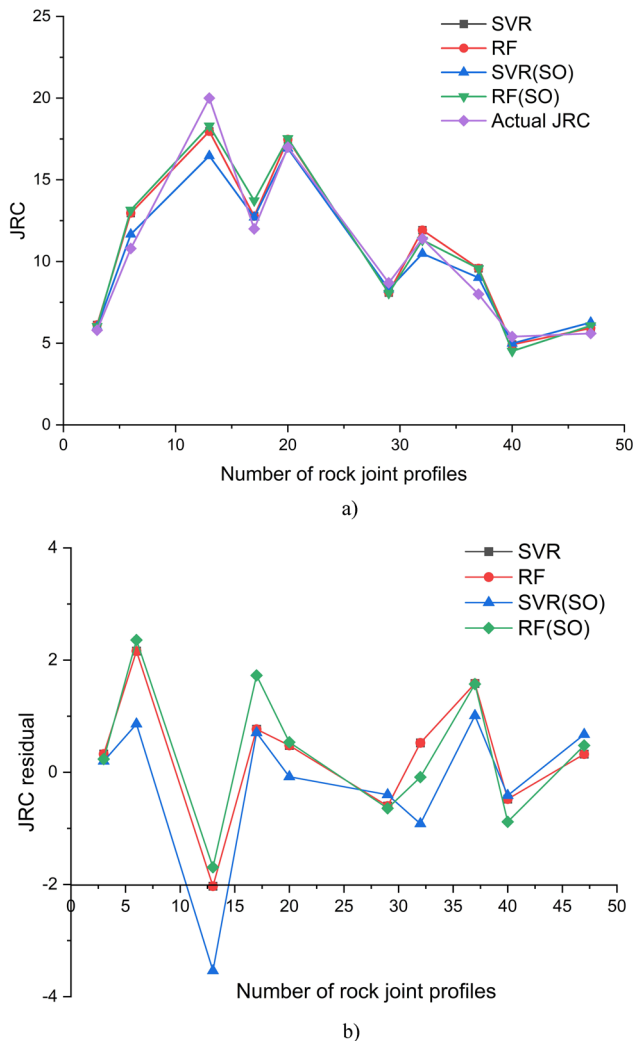 25
20
15
10
5
0
JRC
SVR
RF
SVR(SO)
RF(SO)
Actual JRC
0 10 20 30 40 50
Number of rock joint profiles
a)
4
2
0
-2
-4
JRC residual
SVR
RF
SVR(SO)
RF(SO)
0 5 10 15 20 25 30 35 40 45 50
Number of rock joint profiles
b)